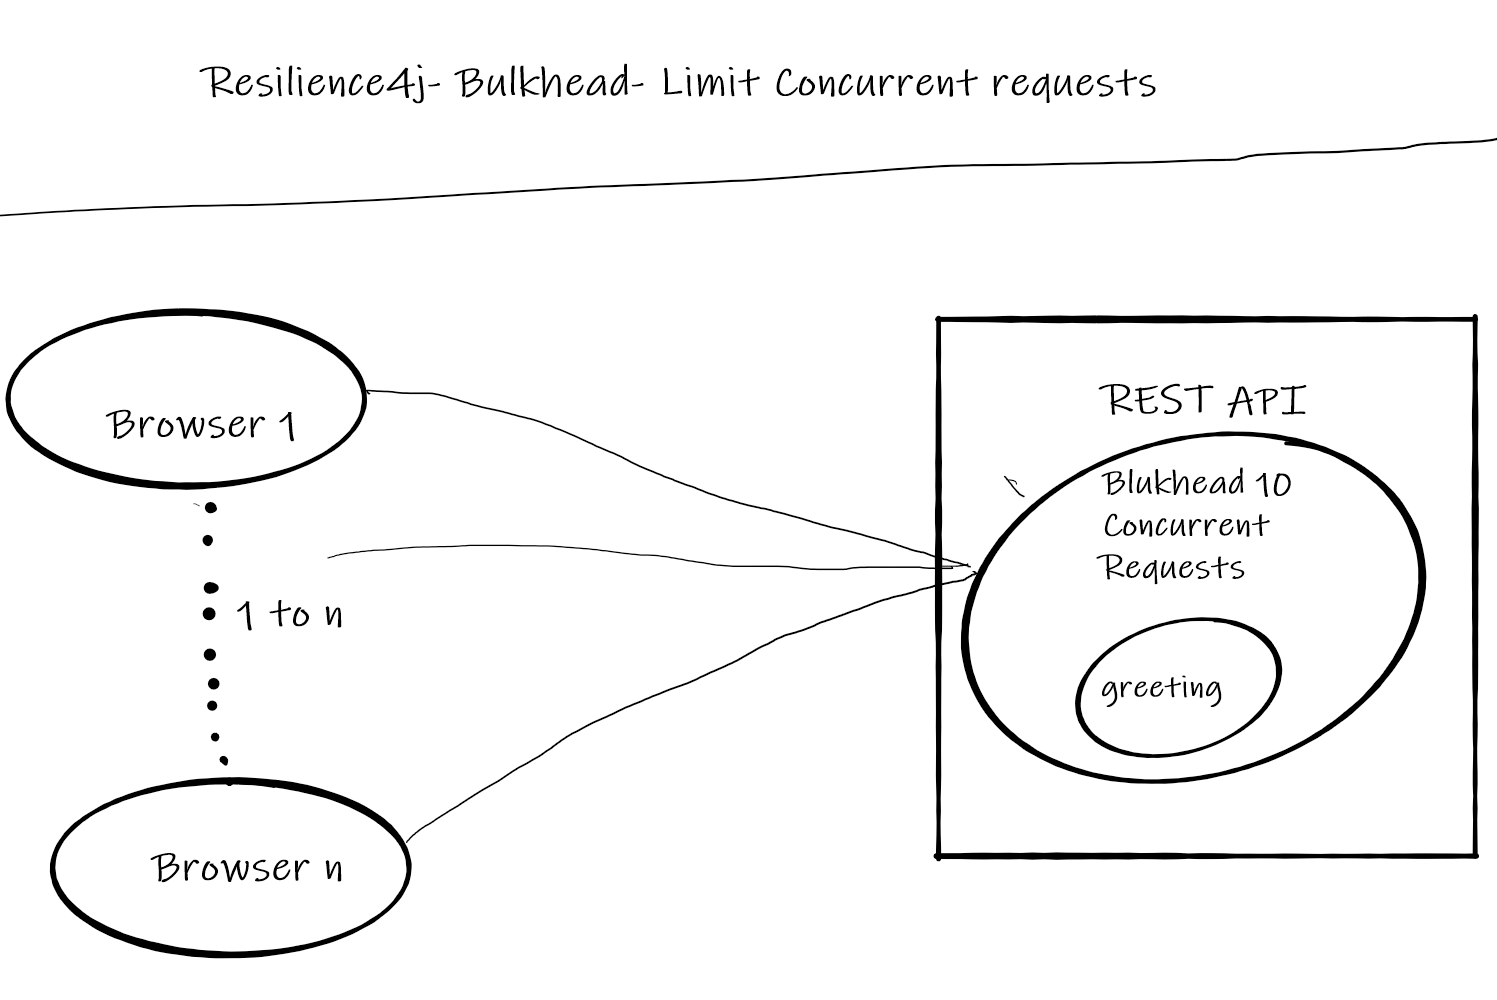 Resilience4j- Bulkhead- Limit Concurrent requests
Browser 1
1 to n
Browser n
REST API
Blukhead 10
Concurrent
Requests
greeting